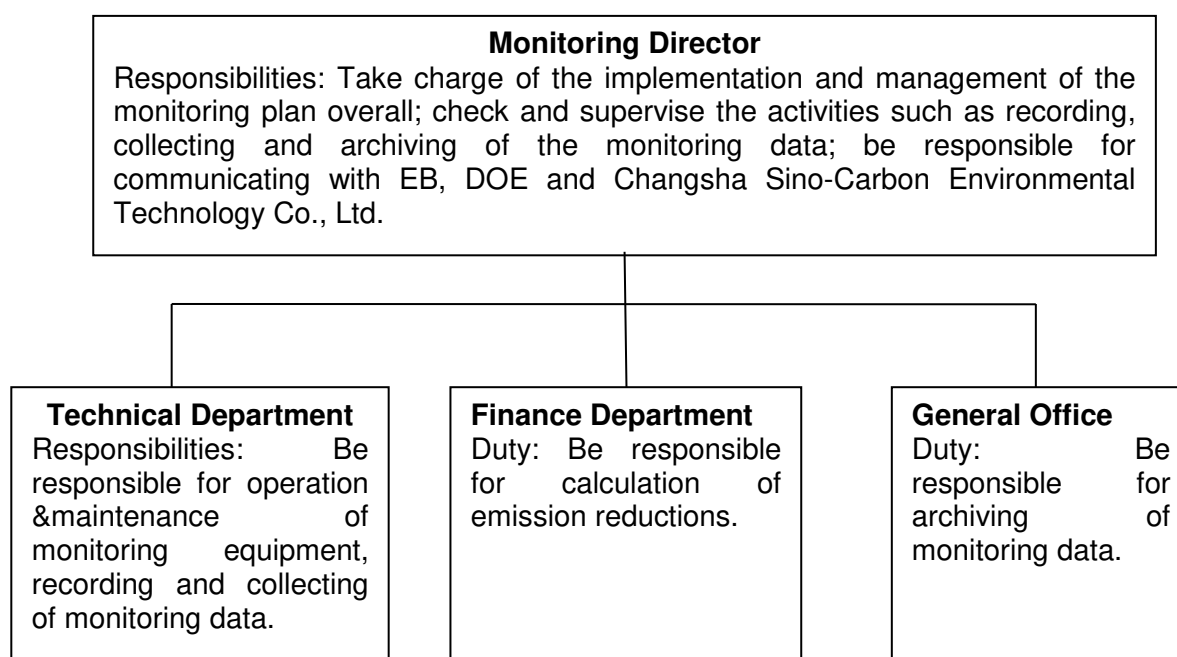 Monitoring Director
Responsibilities: Take charge of the implementation and management of the
monitoring plan overall; check and supervise the activities such as recording,
collecting and archiving of the monitoring data; be responsible for
communicating with EB, DOE and Changsha Sino-Carbon Environmental
Technology Co., Ltd.
Technical Department
Responsibilities: Be
responsible for operation
&maintenance of
monitoring equipment,
recording and collecting
of monitoring data.
Finance Department
Duty: Be responsible
for calculation of
emission reductions.
General Office
Duty: Be
responsible for
archiving of
monitoring data.